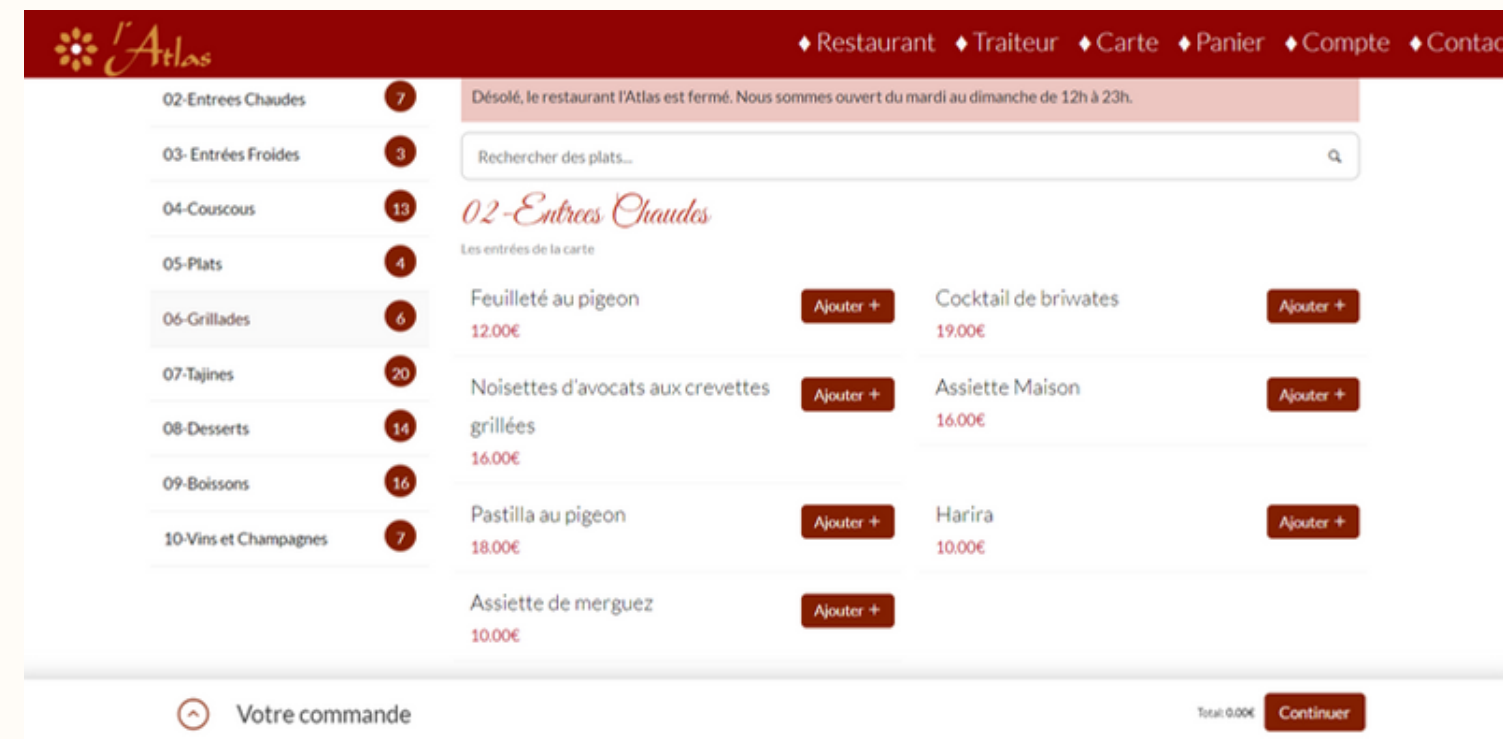 l'Atlas
♦ Restaurant ♦ Traiteur ♦ Carte ♦ Panier ♦ Compte ♦ Contac
02-Entrees Chaudes 7
03- Entrées Froides 3
04-Couscous 13
05-Plats 4
06-Grillades 6
07-Tajines 20
08-Desserts 14
09-Boissons 16
10-Vins et Champagnes 7
Désolé, le restaurant l'Atlas est fermé. Nous sommes ouvert du mardi au dimanche de 12h à 23h.
Rechercher des plats...
02-Entrees Chaudes
Les entrées de la carte
Feuilleté au pigeon Ajouter +
12.00€
Cocktail de briwates Ajouter +
19.00€
Noisettes d'avocats aux crevettes Ajouter +
grillées
16.00€
Assiette Maison Ajouter +
16.00€
Pastilla au pigeon Ajouter +
18.00€
Harira Ajouter +
10.00€
Assiette de merguez Ajouter +
10.00€
Votre commande
Total: 0.00€ Continuer